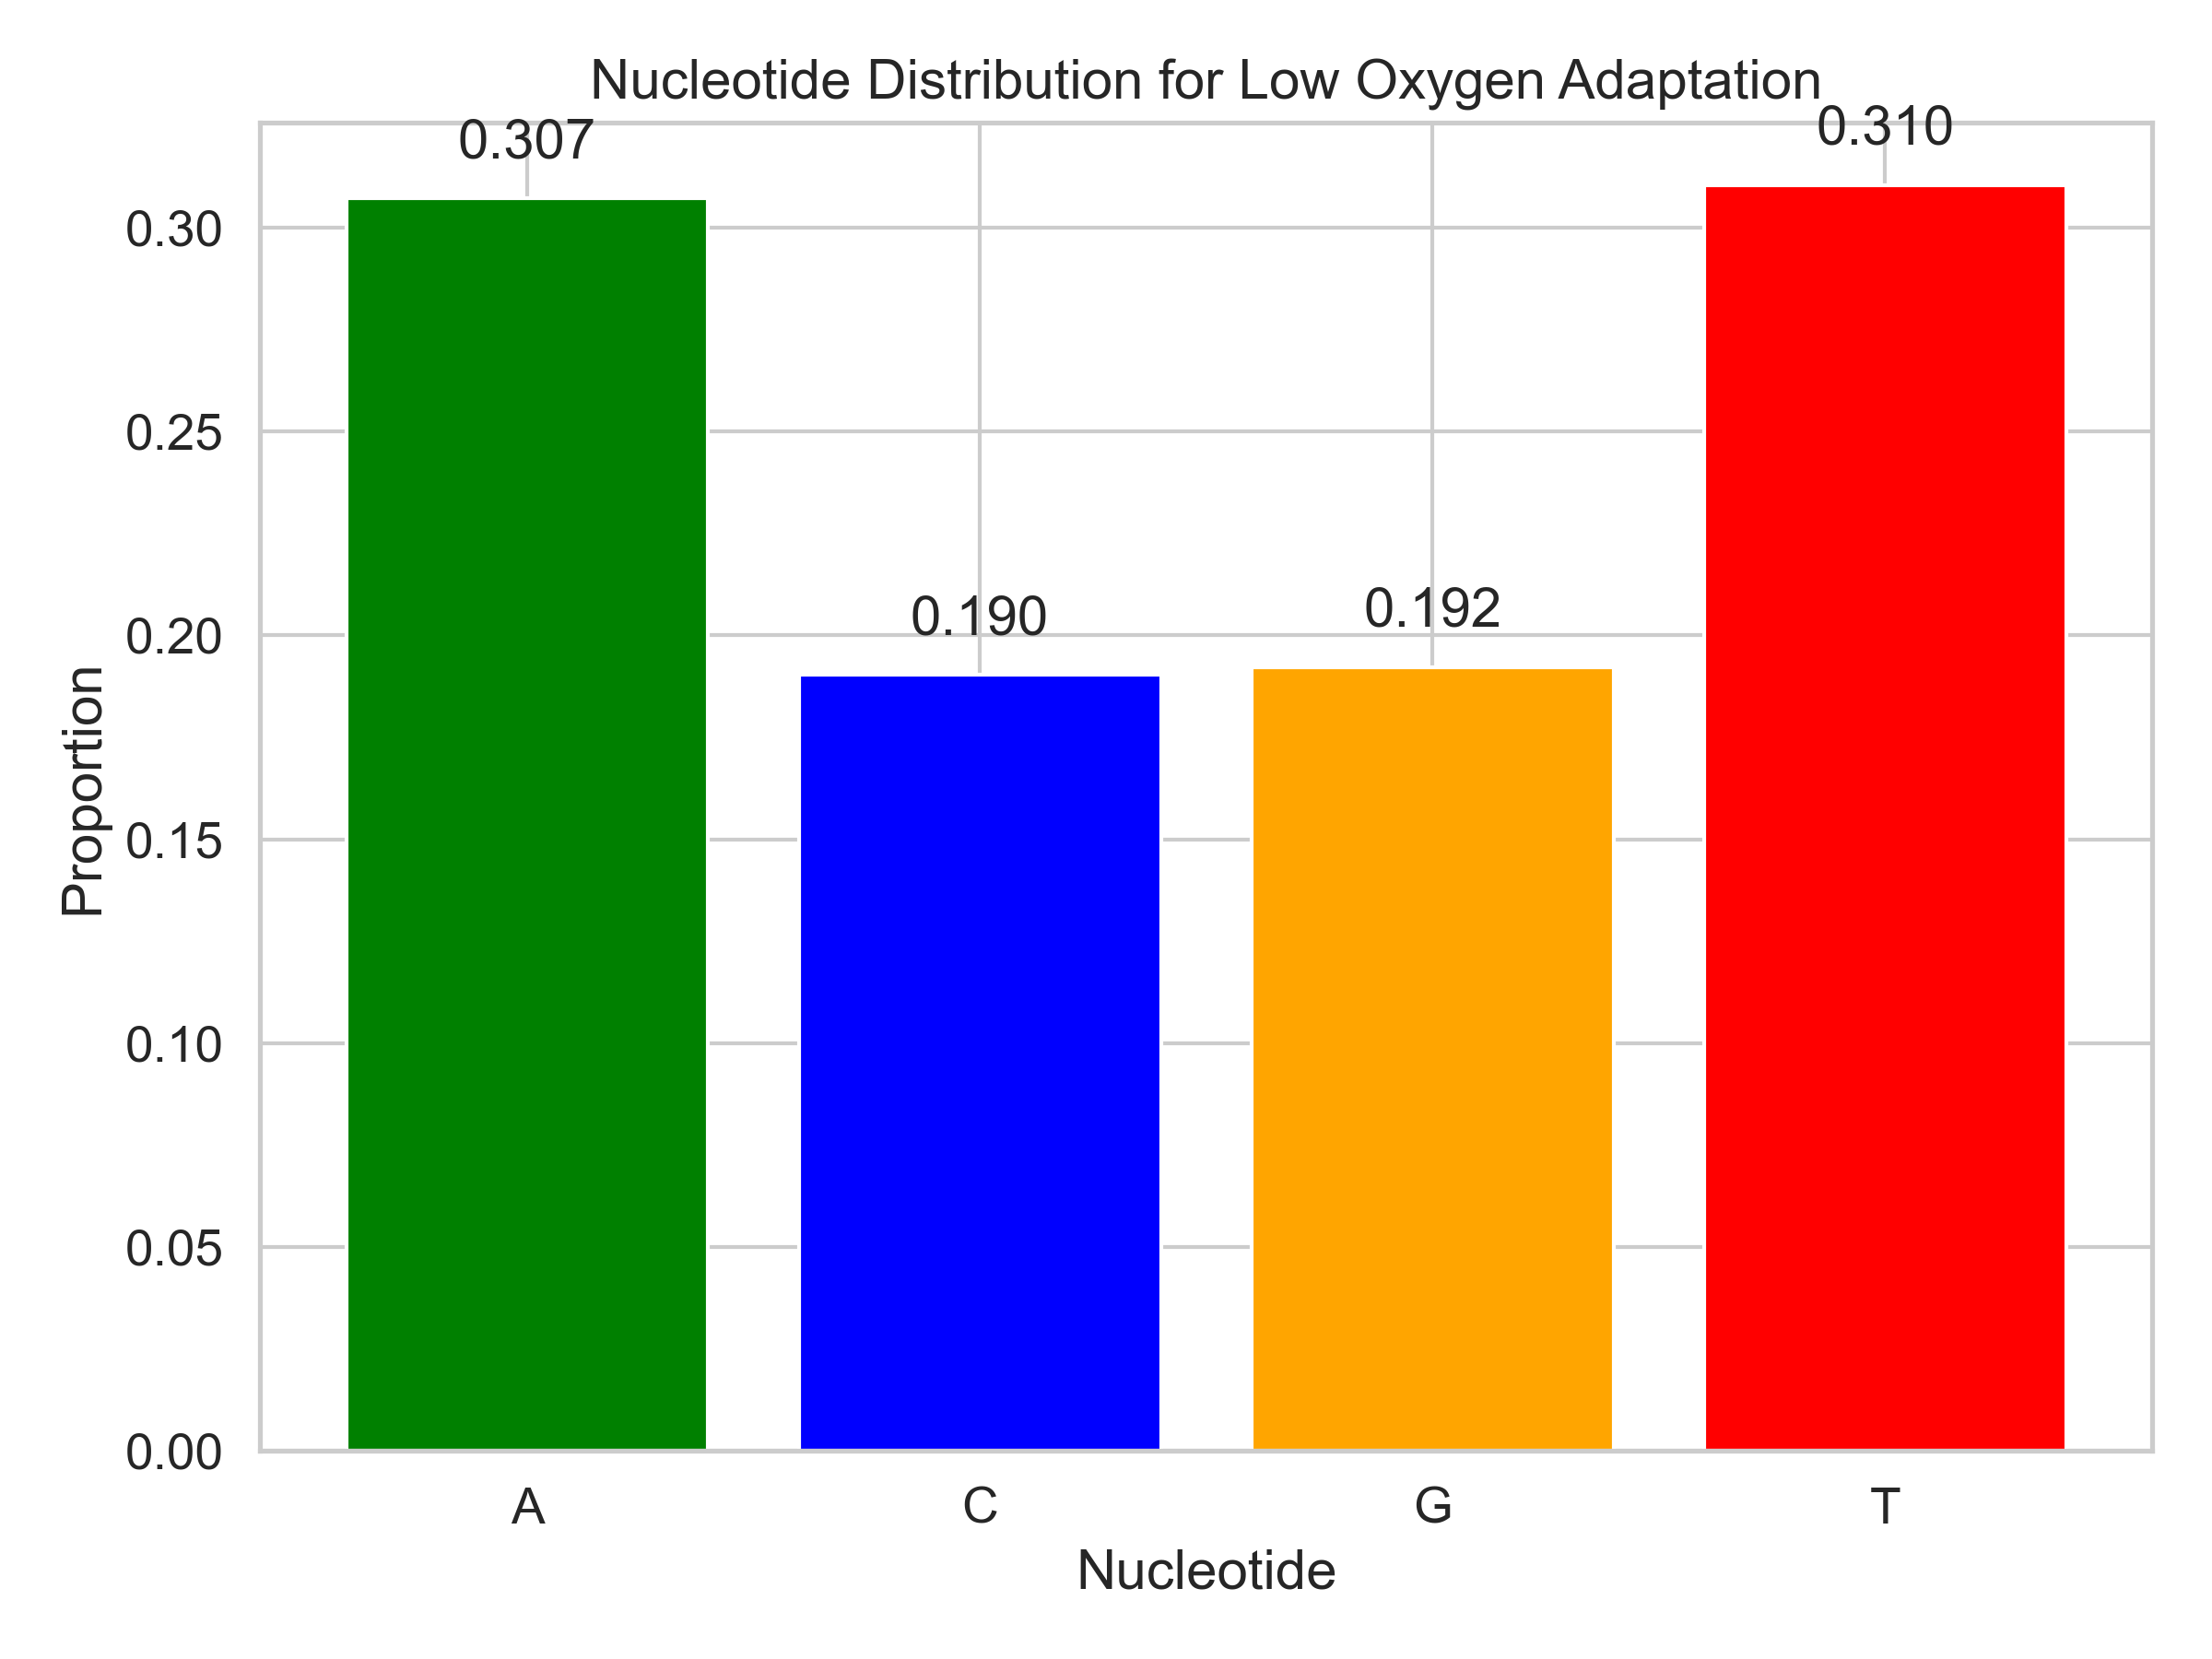 Nucleotide Distribution for Low Oxygen Adaptation
0.307
0.310
0.190
0.192
0.30
0.25
0.20
0.15
0.10
0.05
0.00
Proportion
A
C
G
T
Nucleotide